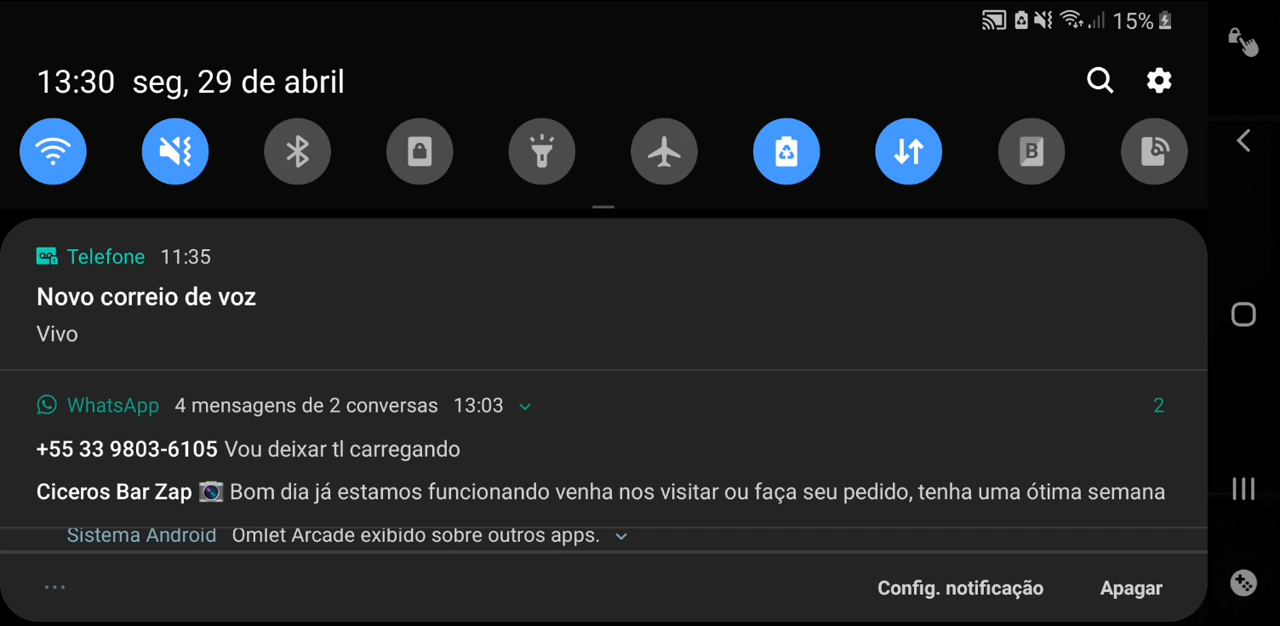 15%
13:30 seg, 29 de abril
B
Telefone 11:35
Novo correio de voz
Vivo
WhatsApp 4 mensagens de 2 conversas 13:03 2
+55 33 9803-6105 Vou deixar tl carregando
Ciceros Bar Zap 📷 Bom dia já estamos funcionando venha nos visitar ou faça seu pedido, tenha uma ótima semana
Sistema Android Omlet Arcade exibido sobre outros apps.
... Config. notificação Apagar